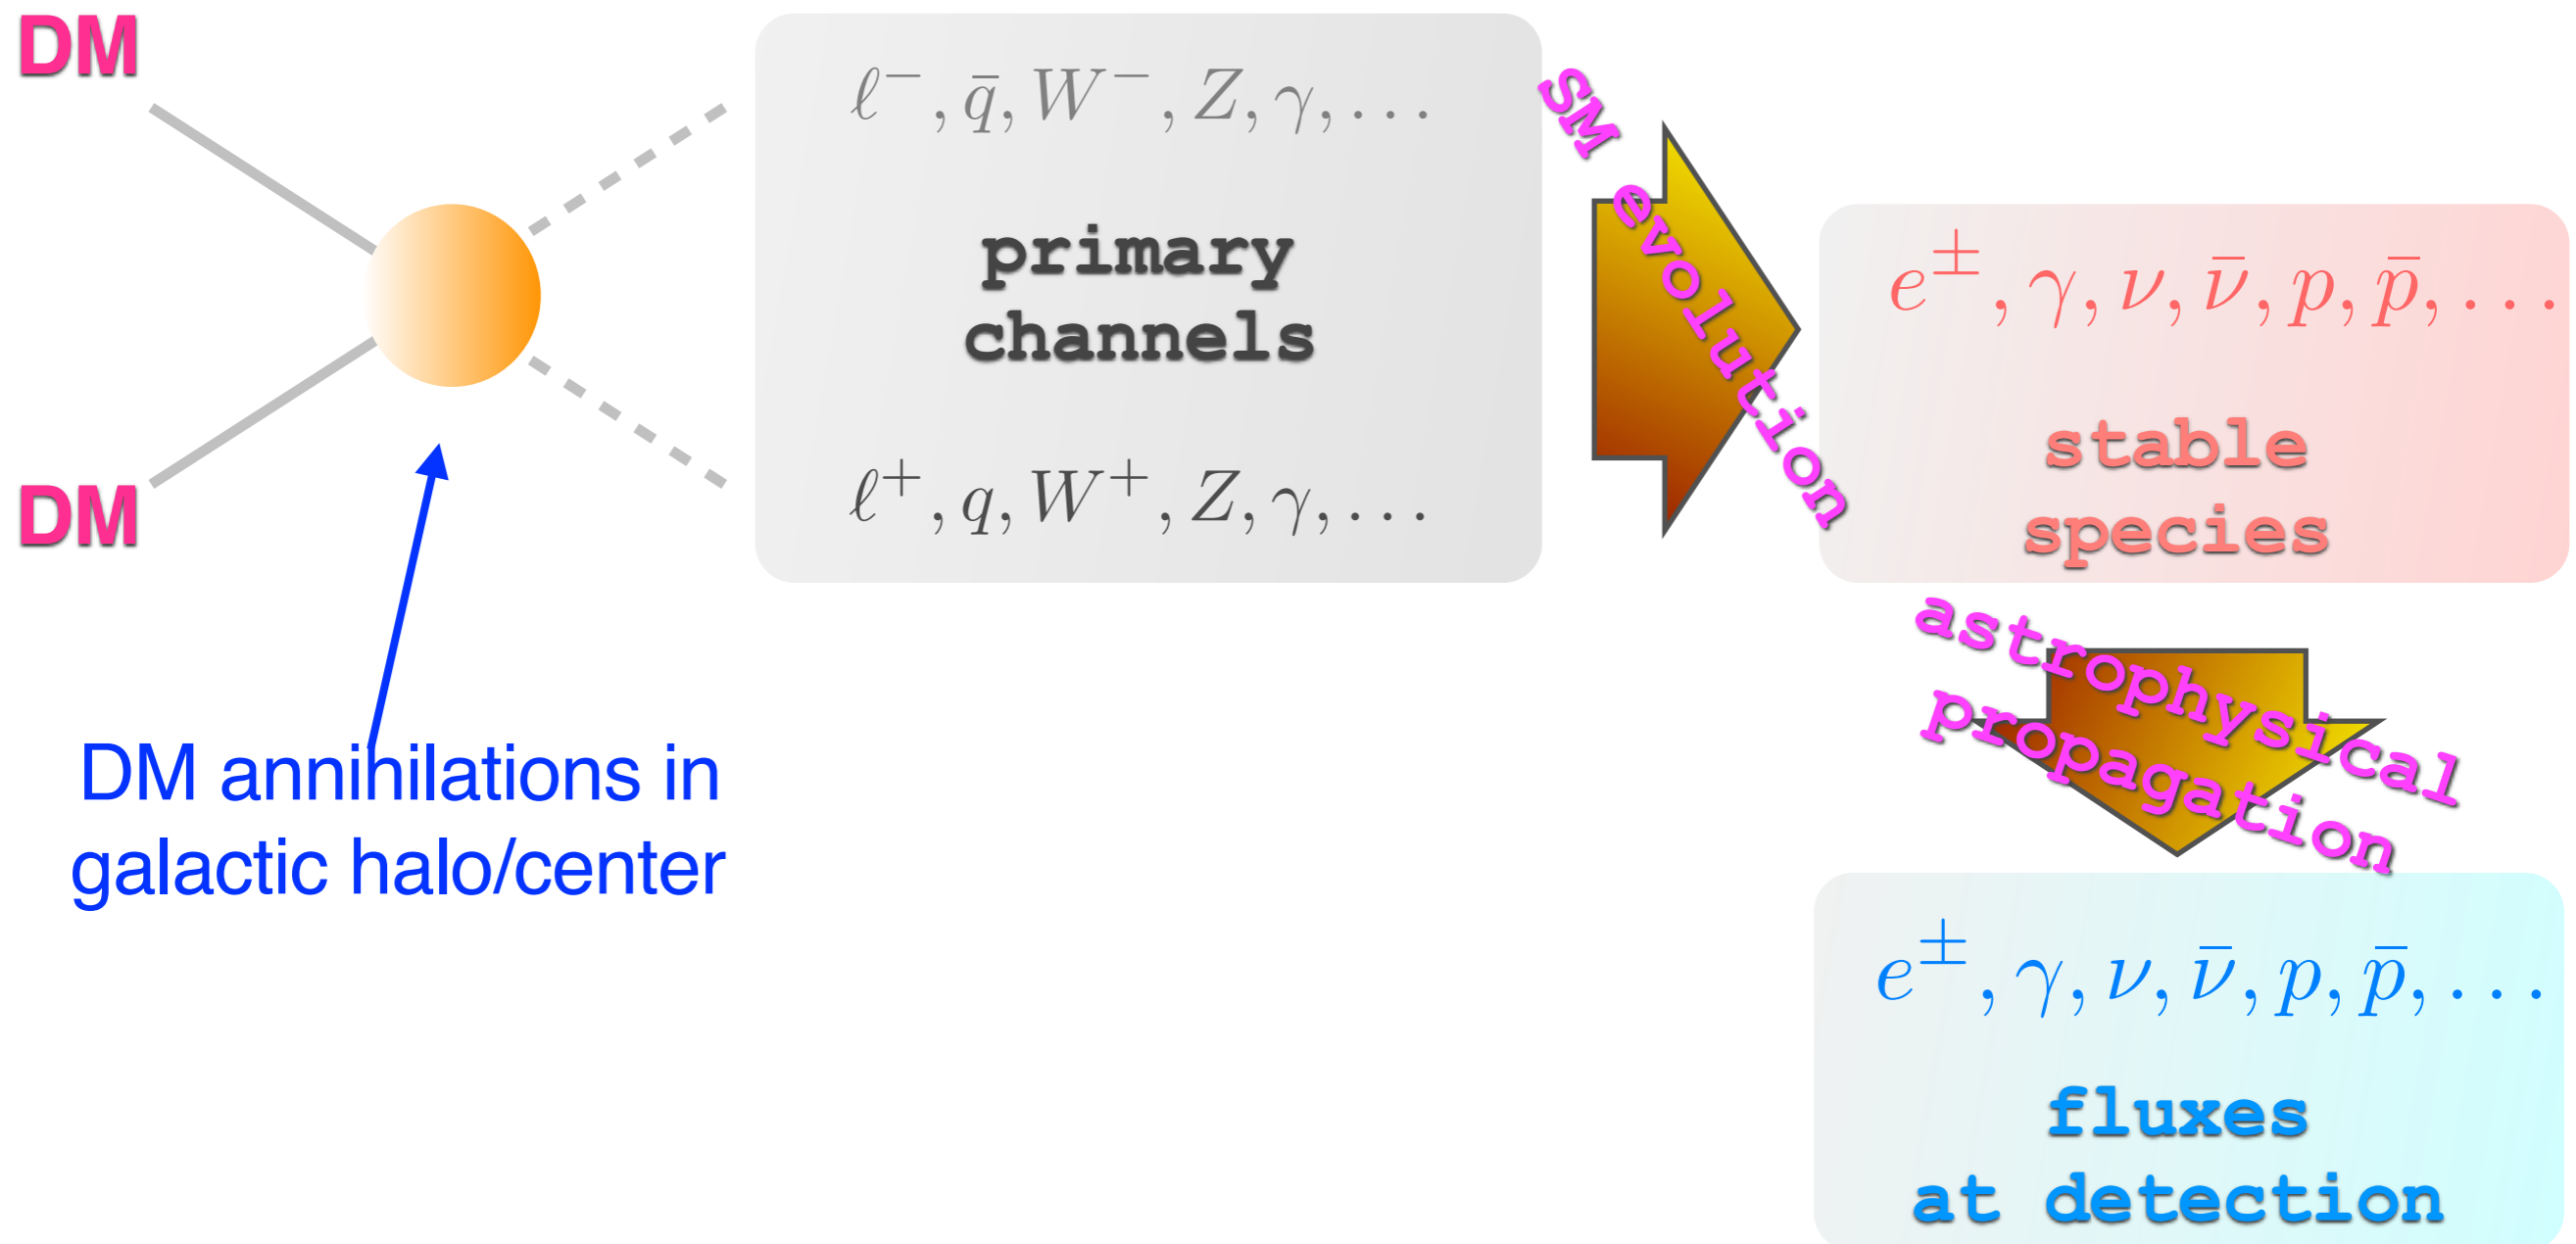 DM
DM
ℓ⁻, q̄, W⁻, Z, γ, …
primary
channels
ℓ⁺, q, W⁺, Z, γ, …
SM evolution
e^±, γ, ν, ν̄, p, p̄, …
stable
species
DM annihilations in
galactic halo/center
astrophysical
propagation
e^±, γ, ν, ν̄, p, p̄, …
fluxes
at detection